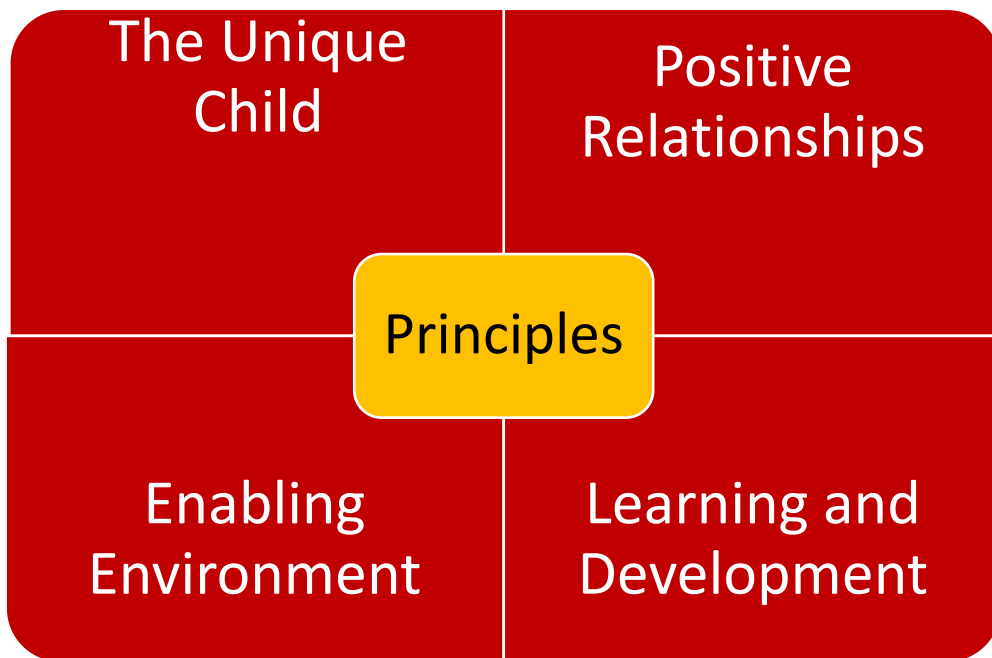 The Unique
Child
Positive
Relationships
Principles
Enabling
Environment
Learning and
Development